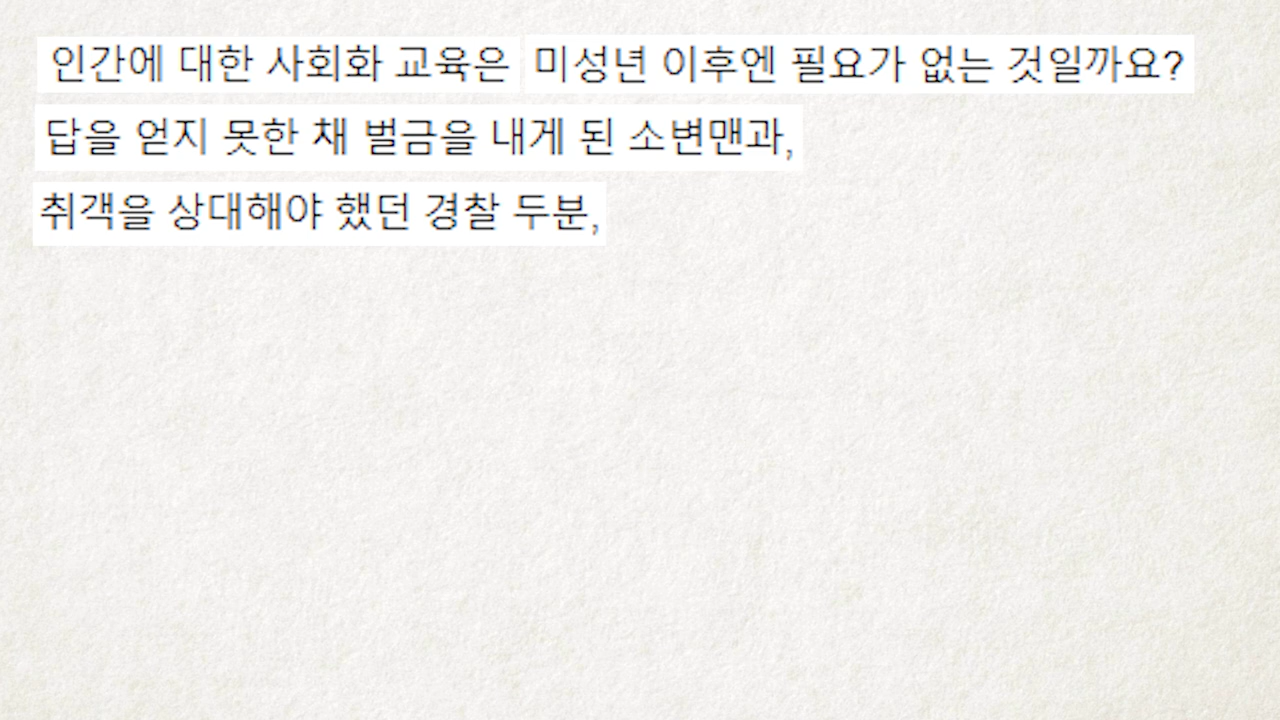 인간에 대한 사회화 교육은 미성년 이후엔 필요가 없는 것일까요?
답을 얻지 못한 채 벌금을 내게 된 소변맨과,
취객을 상대해야 했던 경찰 두분,